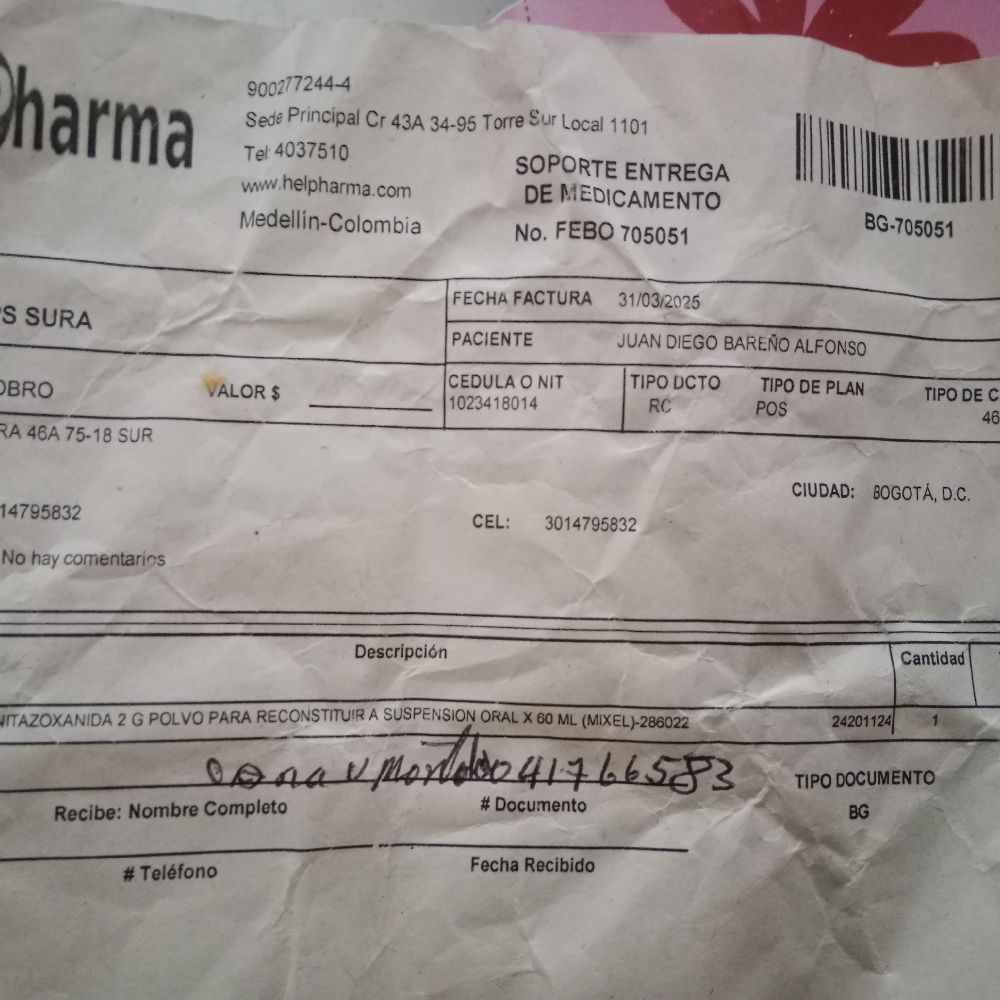 harma
900277244-4
Sede Principal Cr 43A 34-95 Torre Sur Local 1101
Tel: 4037510
www.helpharma.com
Medellín-Colombia
SOPORTE ENTREGA
DE MEDICAMENTO
No. FEBO 705051
BG-705051
PS SURA
FECHA FACTURA 31/03/2025
PACIENTE JUAN DIEGO BAREÑO ALFONSO
OBRO VALOR $
CEDULA O NIT TIPO DCTO TIPO DE PLAN TIPO DE C
1023418014 RC POS 46
RA 46A 75-18 SUR
CIUDAD: BOGOTÁ, D.C.
14795832 CEL: 3014795832
No hay comentarios
Descripción Cantidad
NITAZOXANIDA 2 G POLVO PARA RECONSTITUIR A SUSPENSION ORAL X 60 ML (MIXEL)-286022 24201124 1
41766583
TIPO DOCUMENTO
Recibe: Nombre Completo # Documento BG
# Teléfono Fecha Recibido